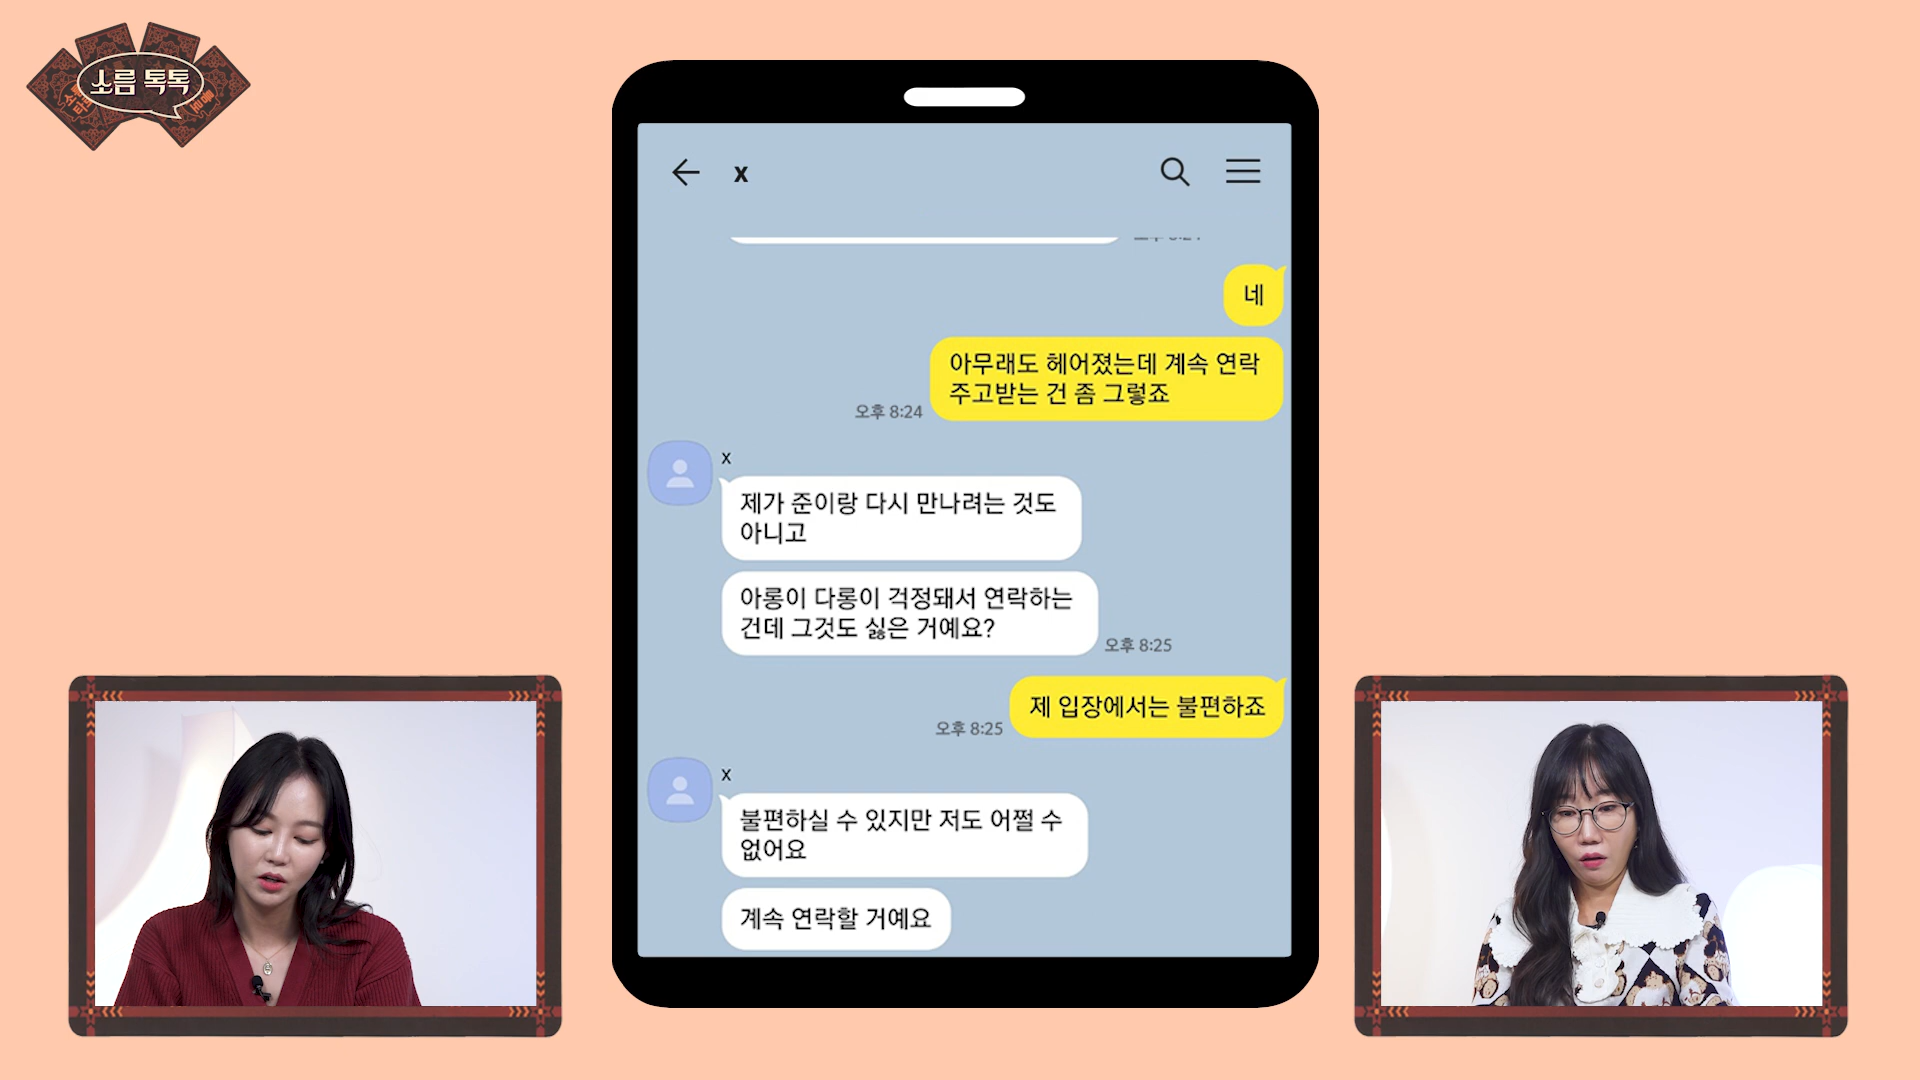 소름 톡톡
x
네
아무래도 헤어졌는데 계속 연락
주고받는 건 좀 그렇죠
오후 8:24
x
제가 준이랑 다시 만나려는 것도
아니고
아롱이 다롱이 걱정돼서 연락하는
건데 그것도 싫은 거예요?
오후 8:25
제 입장에서는 불편하죠
오후 8:25
x
불편하실 수 있지만 저도 어쩔 수
없어요
계속 연락할 거예요